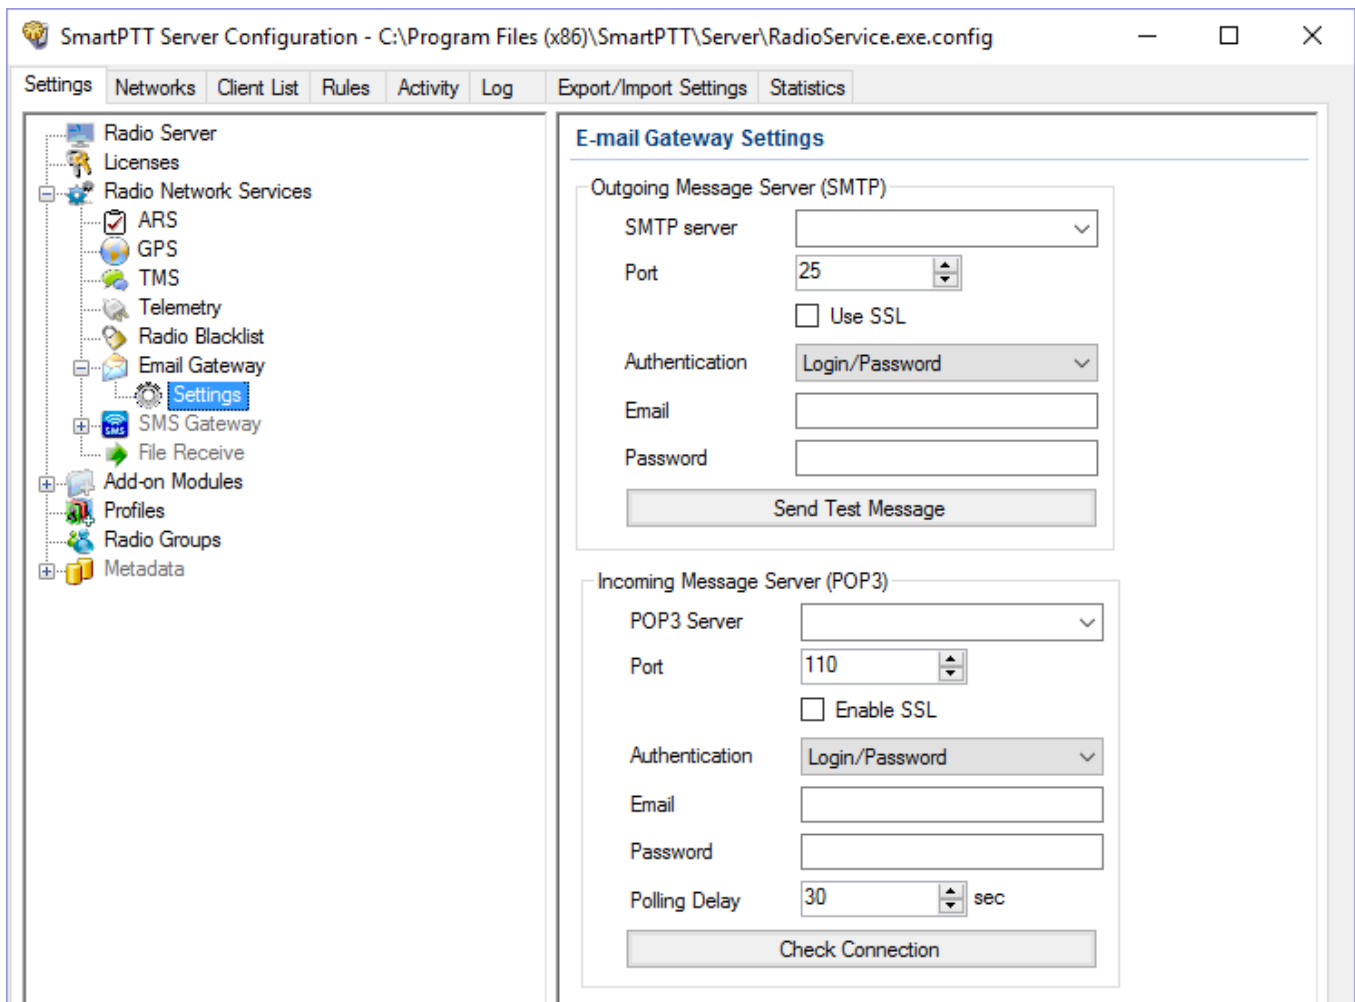 SmartPTT Server Configuration - C:\Program Files (x86)\SmartPTT\Server\RadioService.exe.config
Settings Networks Client List Rules Activity Log Export/Import Settings Statistics
Radio Server
Licenses
Radio Network Services
ARS
GPS
TMS
Telemetry
Radio Blacklist
Email Gateway
Settings
SMS Gateway
SMS
File Receive
Add-on Modules
Profiles
Radio Groups
Metadata
E-mail Gateway Settings
Outgoing Message Server (SMTP)
SMTP server
Port 25
Use SSL
Authentication Login/Password
Email
Password
Send Test Message
Incoming Message Server (POP3)
POP3 Server
Port 110
Enable SSL
Authentication Login/Password
Email
Password
Polling Delay 30 sec
Check Connection